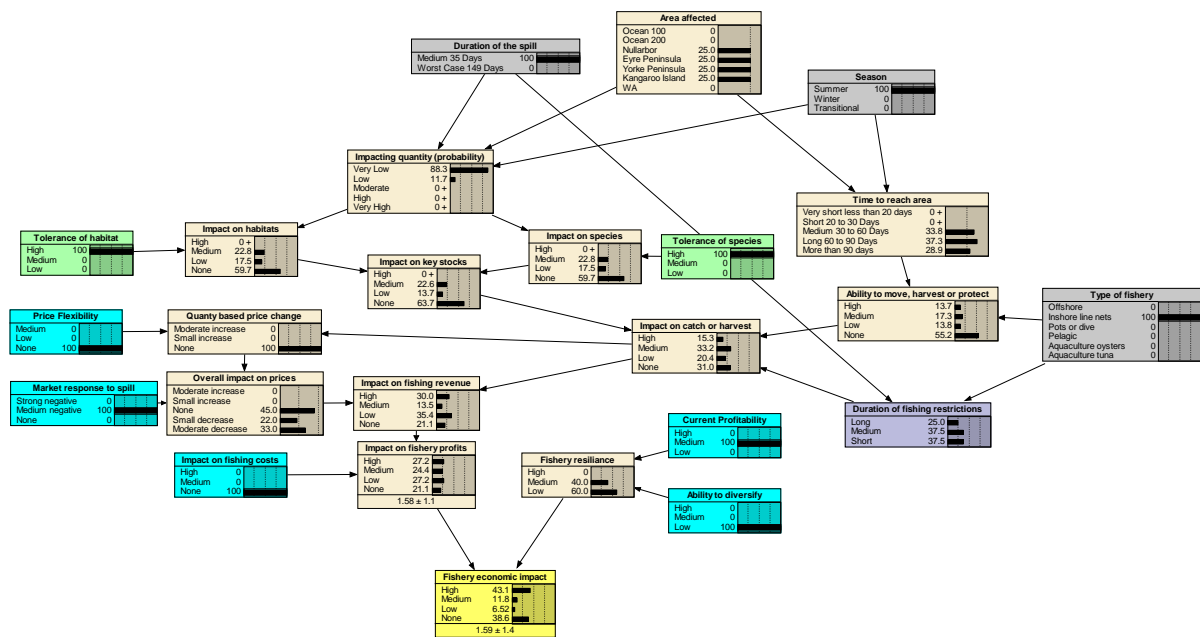 Area affected
Ocean 100 0
Ocean 200 0
Nullarbor 25.0
Eyre Peninsula 25.0
Yorke Peninsula 25.0
Kangaroo Island 25.0
WA 0
Duration of the spill
Medium 35 Days 100
Worst Case 149 Days 0
Season
Summer 100
Winter 0
Transitional 0
Impacting quantity (probability)
Very Low 88.3
Low 11.7
Moderate 0 +
High 0 +
Very High 0 +
Time to reach area
Very short less than 20 days 0 +
Short 20 to 30 Days 0 +
Medium 30 to 60 Days 33.8
Long 60 to 90 Days 37.3
More than 90 days 28.9
Tolerance of habitat
High 100
Medium 0
Low 0
Impact on habitats
High 0 +
Medium 22.8
Low 17.5
None 59.7
Impact on species
High 0 +
Medium 22.8
Low 17.5
None 59.7
Tolerance of species
High 100
Medium 0
Low 0
Impact on key stocks
High 0 +
Medium 22.6
Low 13.7
None 63.7
Ability to move, harvest or protect
High 13.7
Medium 17.3
Low 13.8
None 55.2
Type of fishery
Offshore 0
Inshore line nets 100
Pots or dive 0
Pelagic 0
Aquaculture oysters 0
Aquaculture tuna 0
Price Flexibility
Medium 0
Low 0
None 100
Quanty based price change
Moderate increase 0
Small increase 0
None 100
Impact on catch or harvest
High 15.3
Medium 33.2
Low 20.4
None 31.0
Market response to spill
Strong negative 0
Medium negative 100
None 0
Overall impact on prices
Moderate increase 0
Small increase 0
None 45.0
Small decrease 22.0
Moderate decrease 33.0
Impact on fishing revenue
High 30.0
Medium 13.5
Low 35.4
None 21.1
Duration of fishing restrictions
Long 25.0
Medium 37.5
Short 37.5
Current Profitability
High 0
Medium 100
Low 0
Impact on fishing costs
High 0
Medium 0
None 100
Impact on fishery profits
High 27.2
Medium 24.4
Low 27.2
None 21.1
1.58 ± 1.1
Fishery resiliance
High 0
Medium 40.0
Low 60.0
Ability to diversify
High 0
Medium 0
Low 100
Fishery economic impact
High 43.1
Medium 11.8
Low 6.52
None 38.6
1.59 ± 1.4